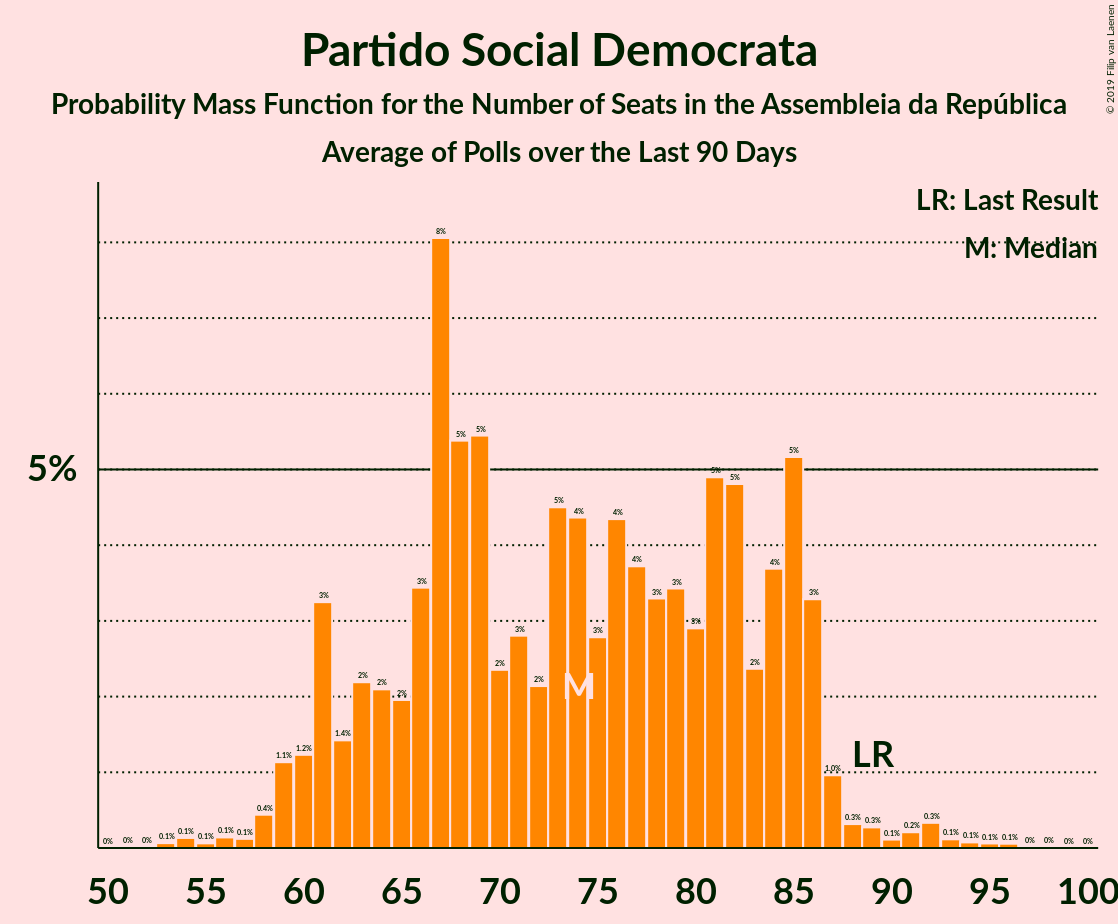 Partido Social Democrata
Probability Mass Function for the Number of Seats in the Assembleia da República
Average of Polls over the Last 90 Days
© 2019 Filip van Laenen
LR: Last Result
M: Median
5%
0% 0% 0% 0.1% 0.1% 0.1% 0.1% 0.1% 0.4% 1.1% 1.2% 3% 1.4% 2% 2% 2% 3% 8% 5% 5% 2% 3% 2% 5% 4% 3% 4% 4% 3% 3% 3% 5% 5% 2% 4% 5% 3% 1.0% 0.3% 0.3% 0.1% 0.2% 0.3% 0.1% 0.1% 0.1% 0.1% 0% 0% 0% 0%
M
LR
50 55 60 65 70 75 80 85 90 95 100